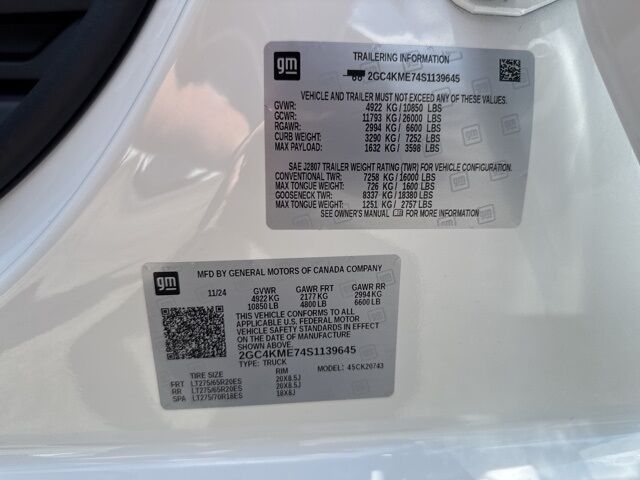 gm
TRAILERING INFORMATION
2GC4KME74S1139645
VEHICLE AND TRAILER MUST NOT EXCEED ANY OF THESE VALUES.
GVWR: 4922 KG / 10850 LBS
GCWR: 11793 KG / 26000 LBS
RGAWR: 2994 KG / 6600 LBS
CURB WEIGHT: 3290 KG / 7252 LBS
MAX PAYLOAD: 1632 KG / 3598 LBS
SAE J2807 TRAILER WEIGHT RATING (TWR) FOR VEHICLE CONFIGURATION.
CONVENTIONAL TWR: 7258 KG / 16000 LBS
MAX TONGUE WEIGHT: 726 KG / 1600 LBS
GOOSENECK TWR: 8337 KG / 18380 LBS
MAX TONGUE WEIGHT: 1251 KG / 2757 LBS
SEE OWNER'S MANUAL FOR MORE INFORMATION
gm
MFD BY GENERAL MOTORS OF CANADA COMPANY
11/24 GVWR GAWR FRT GAWR RR
4922 KG 2177 KG 2994 KG
10850 LB 4800 LB 6600 LB
THIS VEHICLE CONFORMS TO ALL
APPLICABLE U.S. FEDERAL MOTOR
VEHICLE SAFETY STANDARDS IN EFFECT
ON THE DATE OF MANUFACTURE
SHOWN ABOVE.
2GC4KME74S1139645
TYPE: TRUCK
TIRE SIZE RIM 45CK20743
FRT LT275/65R20ES 20X8.5J
RR LT275/65R20ES 20X8.5J
SPA LT275/70R18ES 18X8J